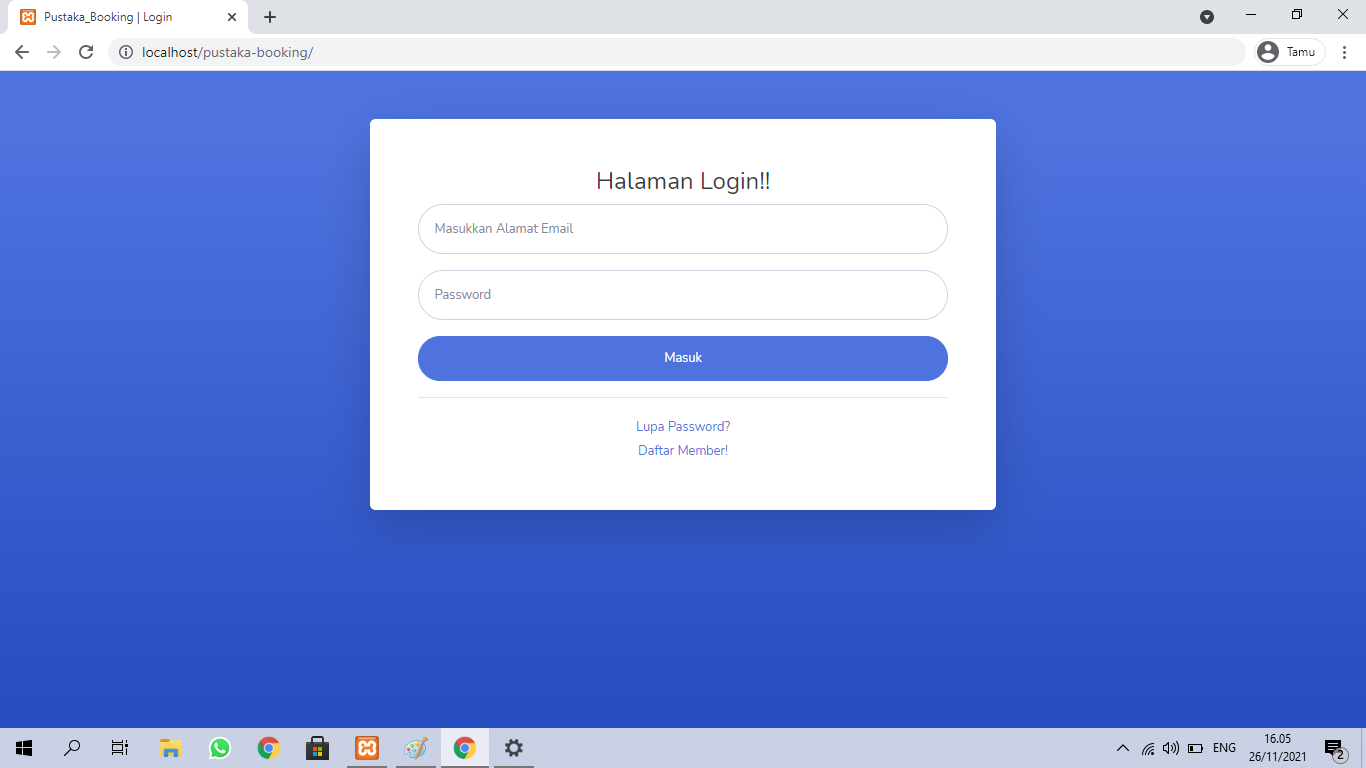 Pustaka_Booking | Login
localhost/pustaka-booking/
Tamu
Halaman Login!!
Masukkan Alamat Email
Password
Masuk
Lupa Password?
Daftar Member!
ENG
16.05
26/11/2021
2